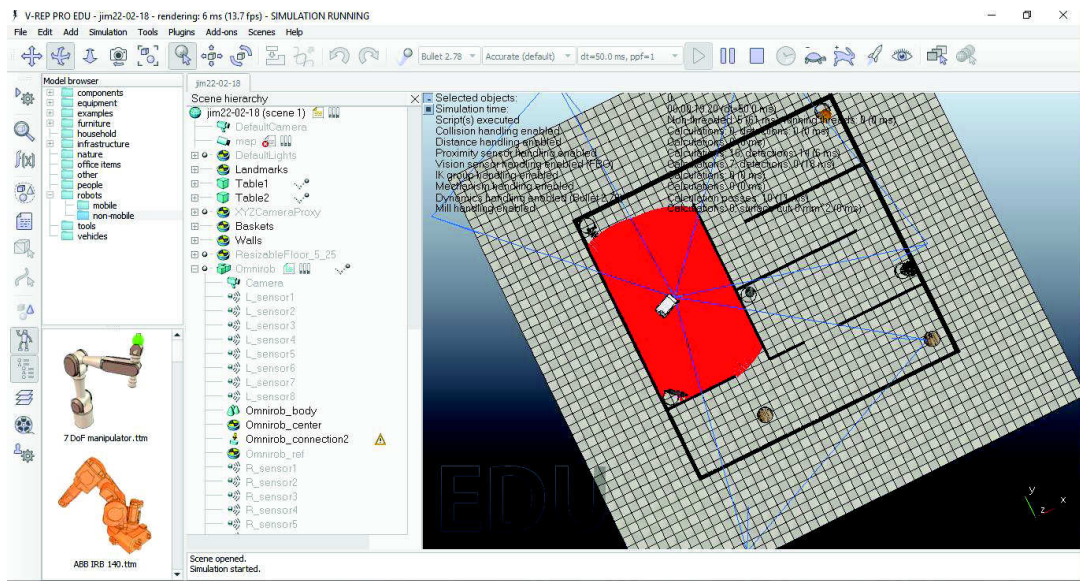 V-REP PRO EDU - jim22-02-18 - rendering: 6 ms (13.7 fps) - SIMULATION RUNNING
File Edit Add Simulation Tools Plugins Add-ons Scenes Help
Bullet 2.78 Accurate (default) dt=50.0 ms, ppf=1
Model browser
components
equipment
examples
furniture
household
infrastructure
nature
office items
other
people
robots
mobile
non-mobile
tools
vehicles
7 DoF manipulator.ttm
ABB IRB 140.ttm
jim22-02-18
Scene hierarchy
jim22-02-18 (scene 1)
DefaultCamera
map
DefaultLights
Landmarks
Table1
Table2
XYZCameraProxy
Baskets
Walls
ResizableFloor_5_25
Omnirob
Camera
L_sensor1
L_sensor2
L_sensor3
L_sensor4
L_sensor5
L_sensor6
L_sensor7
L_sensor8
Omnirob_body
Omnirob_center
Omnirob_connection2
Omnirob_ref
R_sensor1
R_sensor2
R_sensor3
R_sensor4
R_sensor5
Selected objects: 0
Simulation time:
Script(s) executed
Collision handling enabled
Distance handling enabled
Proximity sensor handling enabled
Vision sensor handling enabled (FBO)
IK group handling enabled
Mechanism handling enabled
Dynamics handling enabled (Bullet 2.78)
Mill handling enabled
EDU
y
z x
Scene opened.
Simulation started.